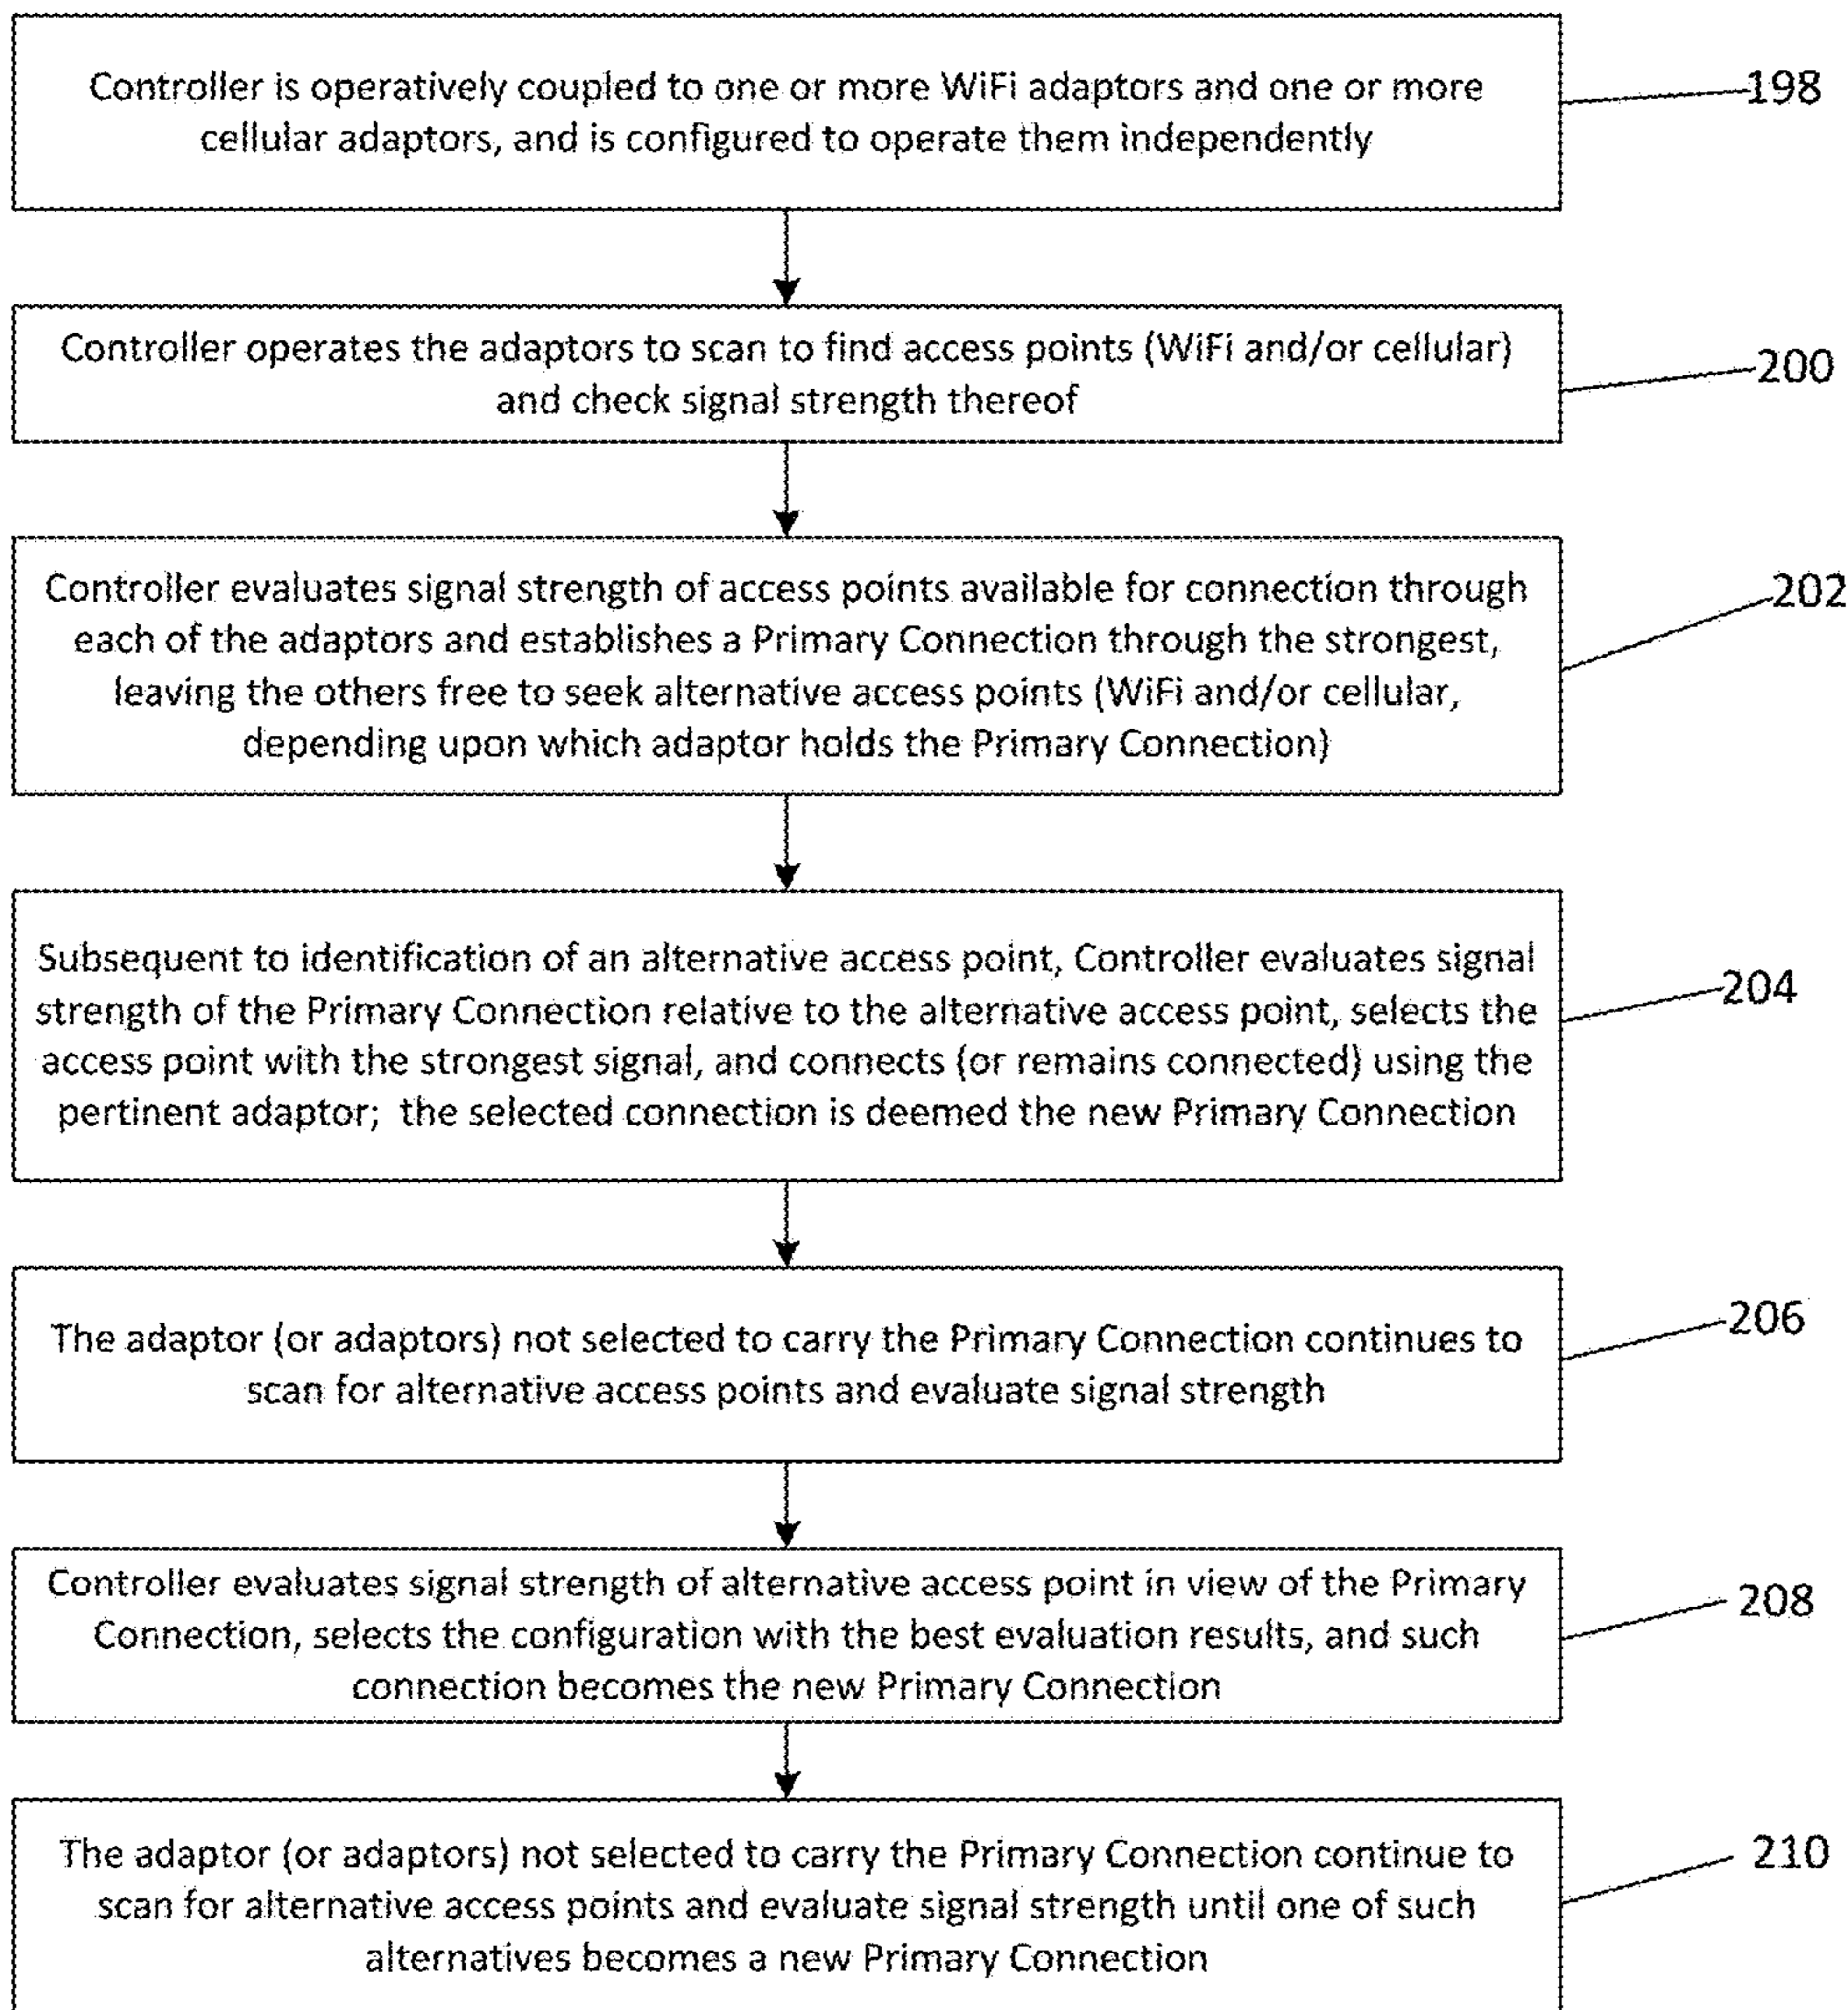 Controller is operatively coupled to one or more WiFi adaptors and one or more
cellular adaptors, and is configured to operate them independently
198
Controller operates the adaptors to scan to find access points (WiFi and/or cellular)
and check signal strength thereof
200
Controller evaluates signal strength of access points available for connection through
each of the adaptors and establishes a Primary Connection through the strongest,
leaving the others free to seek alternative access points (WiFi and/or cellular,
depending upon which adaptor holds the Primary Connection)
202
Subsequent to identification of an alternative access point, Controller evaluates signal
strength of the Primary Connection relative to the alternative access point, selects the
access point with the strongest signal, and connects (or remains connected) using the
pertinent adaptor; the selected connection is deemed the new Primary Connection
204
The adaptor (or adaptors) not selected to carry the Primary Connection continues to
scan for alternative access points and evaluate signal strength
206
Controller evaluates signal strength of alternative access point in view of the Primary
Connection, selects the configuration with the best evaluation results, and such
connection becomes the new Primary Connection
208
The adaptor (or adaptors) not selected to carry the Primary Connection continue to
scan for alternative access points and evaluate signal strength until one of such
alternatives becomes a new Primary Connection
210